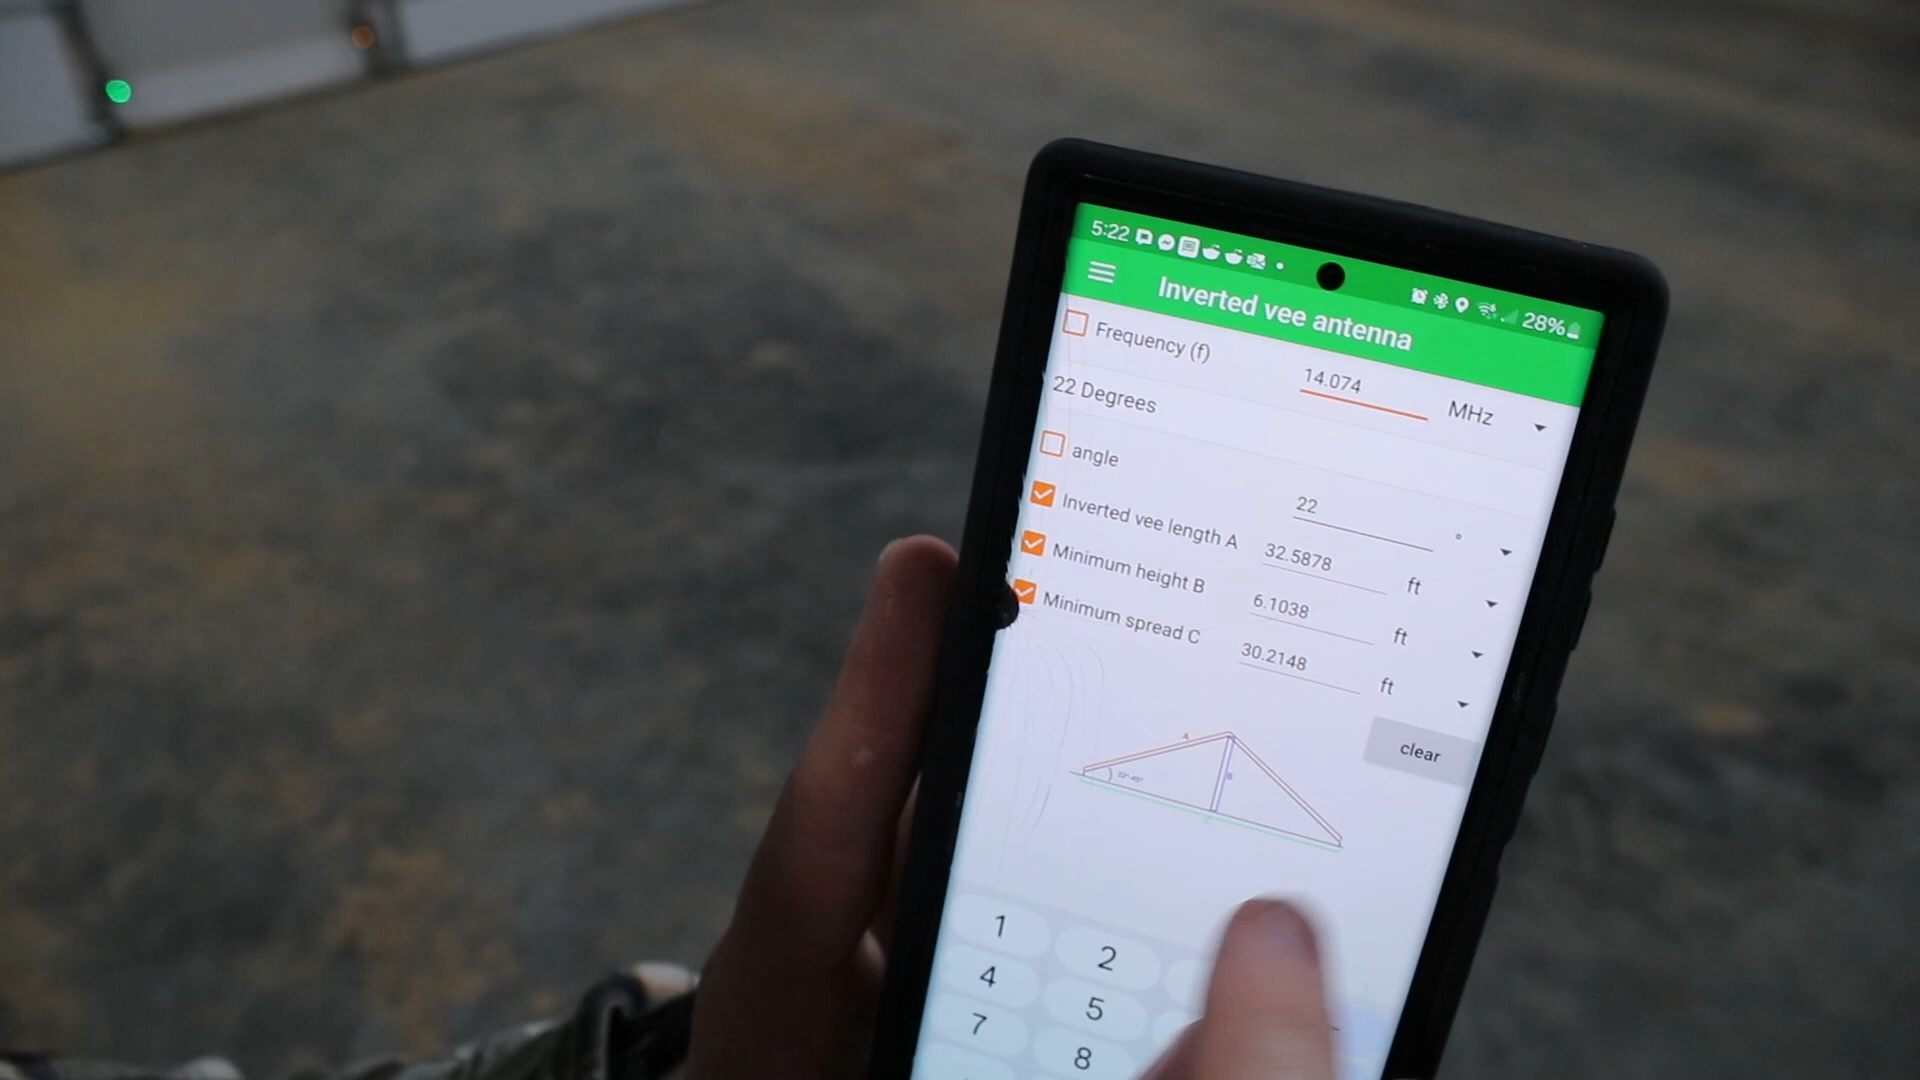 5:22 28%
Inverted vee antenna
Frequency (f) 14.074 MHz
22 Degrees
angle 22 °
Inverted vee length A 32.5878 ft
Minimum height B 6.1038 ft
Minimum spread C 30.2148 ft
clear
A
B
C
1 2
4 5
7 8